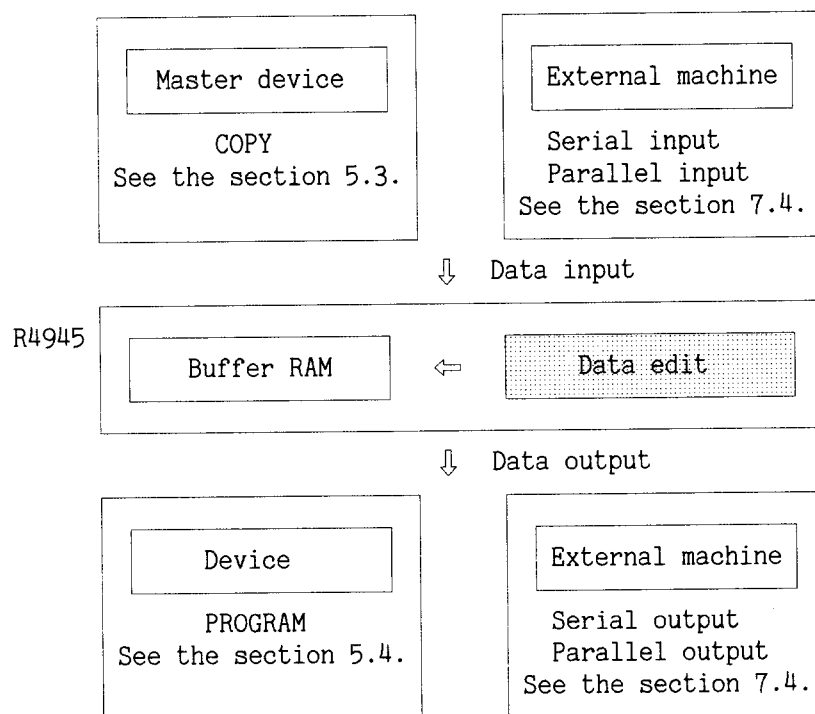 Master device
COPY
See the section 5.3.
External machine
Serial input
Parallel input
See the section 7.4.
Data input
R4945
Buffer RAM
Data edit
Data output
Device
PROGRAM
See the section 5.4.
External machine
Serial output
Parallel output
See the section 7.4.